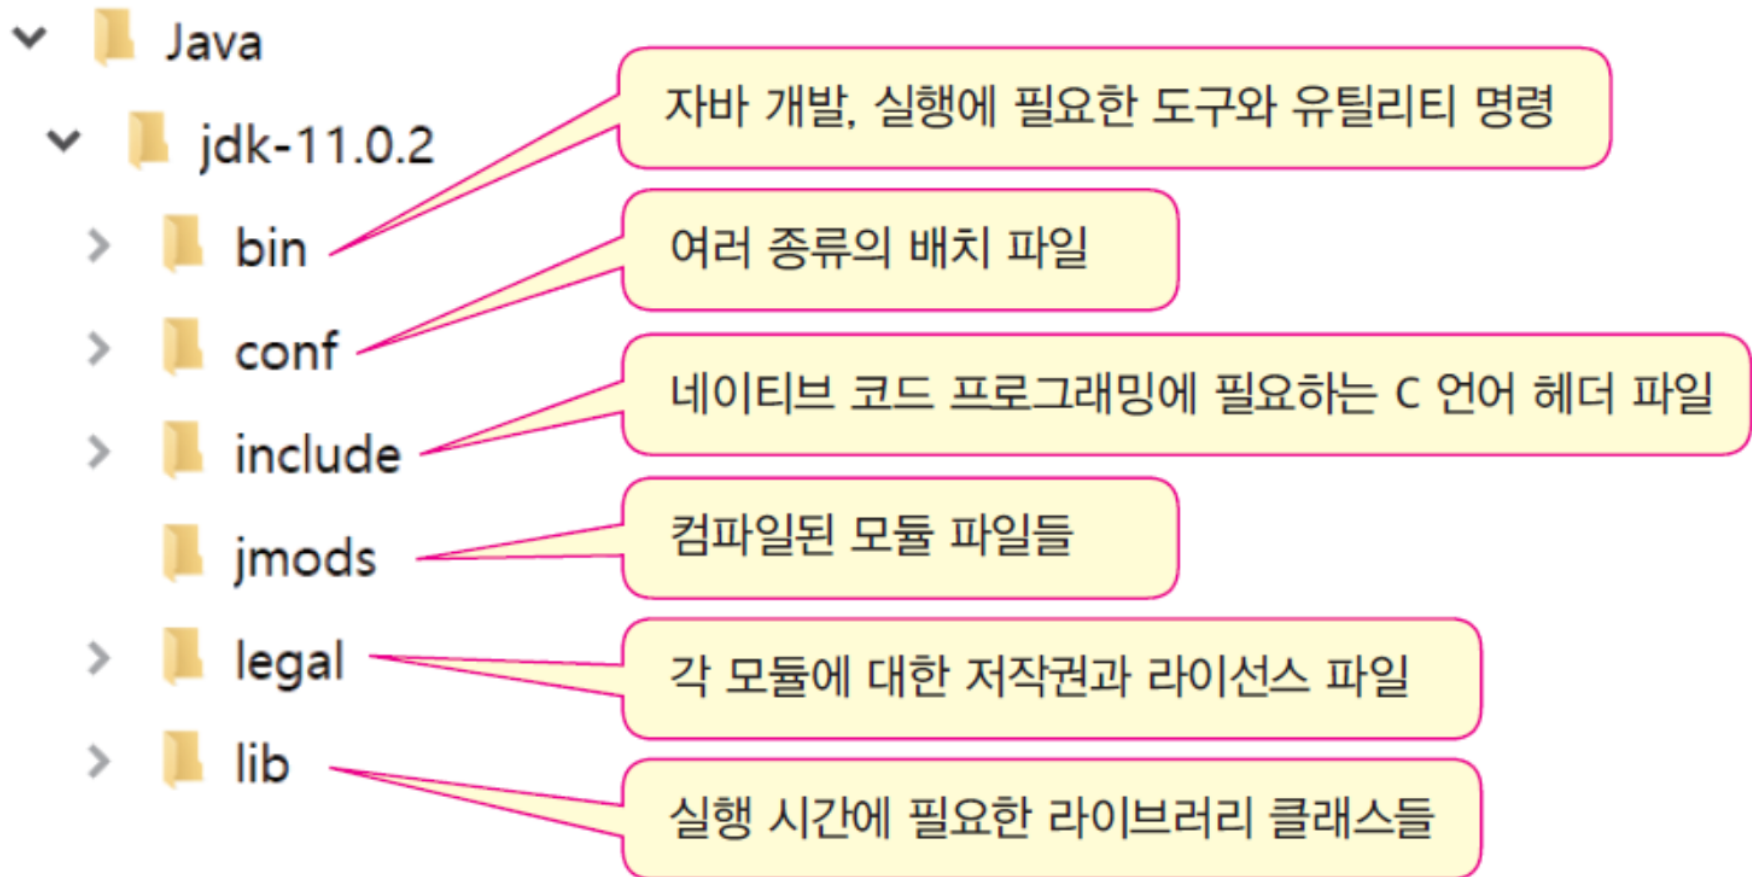 Java
jdk-11.0.2
자바 개발, 실행에 필요한 도구와 유틸리티 명령
bin
여러 종류의 배치 파일
conf
네이티브 코드 프로그래밍에 필요하는 C 언어 헤더 파일
include
컴파일된 모듈 파일들
jmods
각 모듈에 대한 저작권과 라이선스 파일
legal
실행 시간에 필요한 라이브러리 클래스들
lib